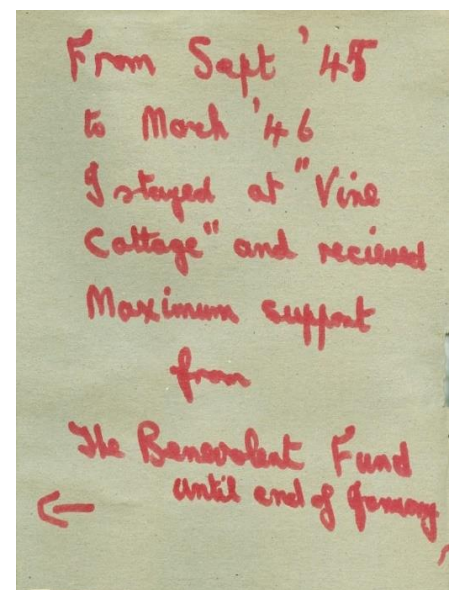 From Sept '45
to March '46
I stayed at "Vine
Cottage" and recieved
Maximum support
from
The Benevolent Fund
until end of January